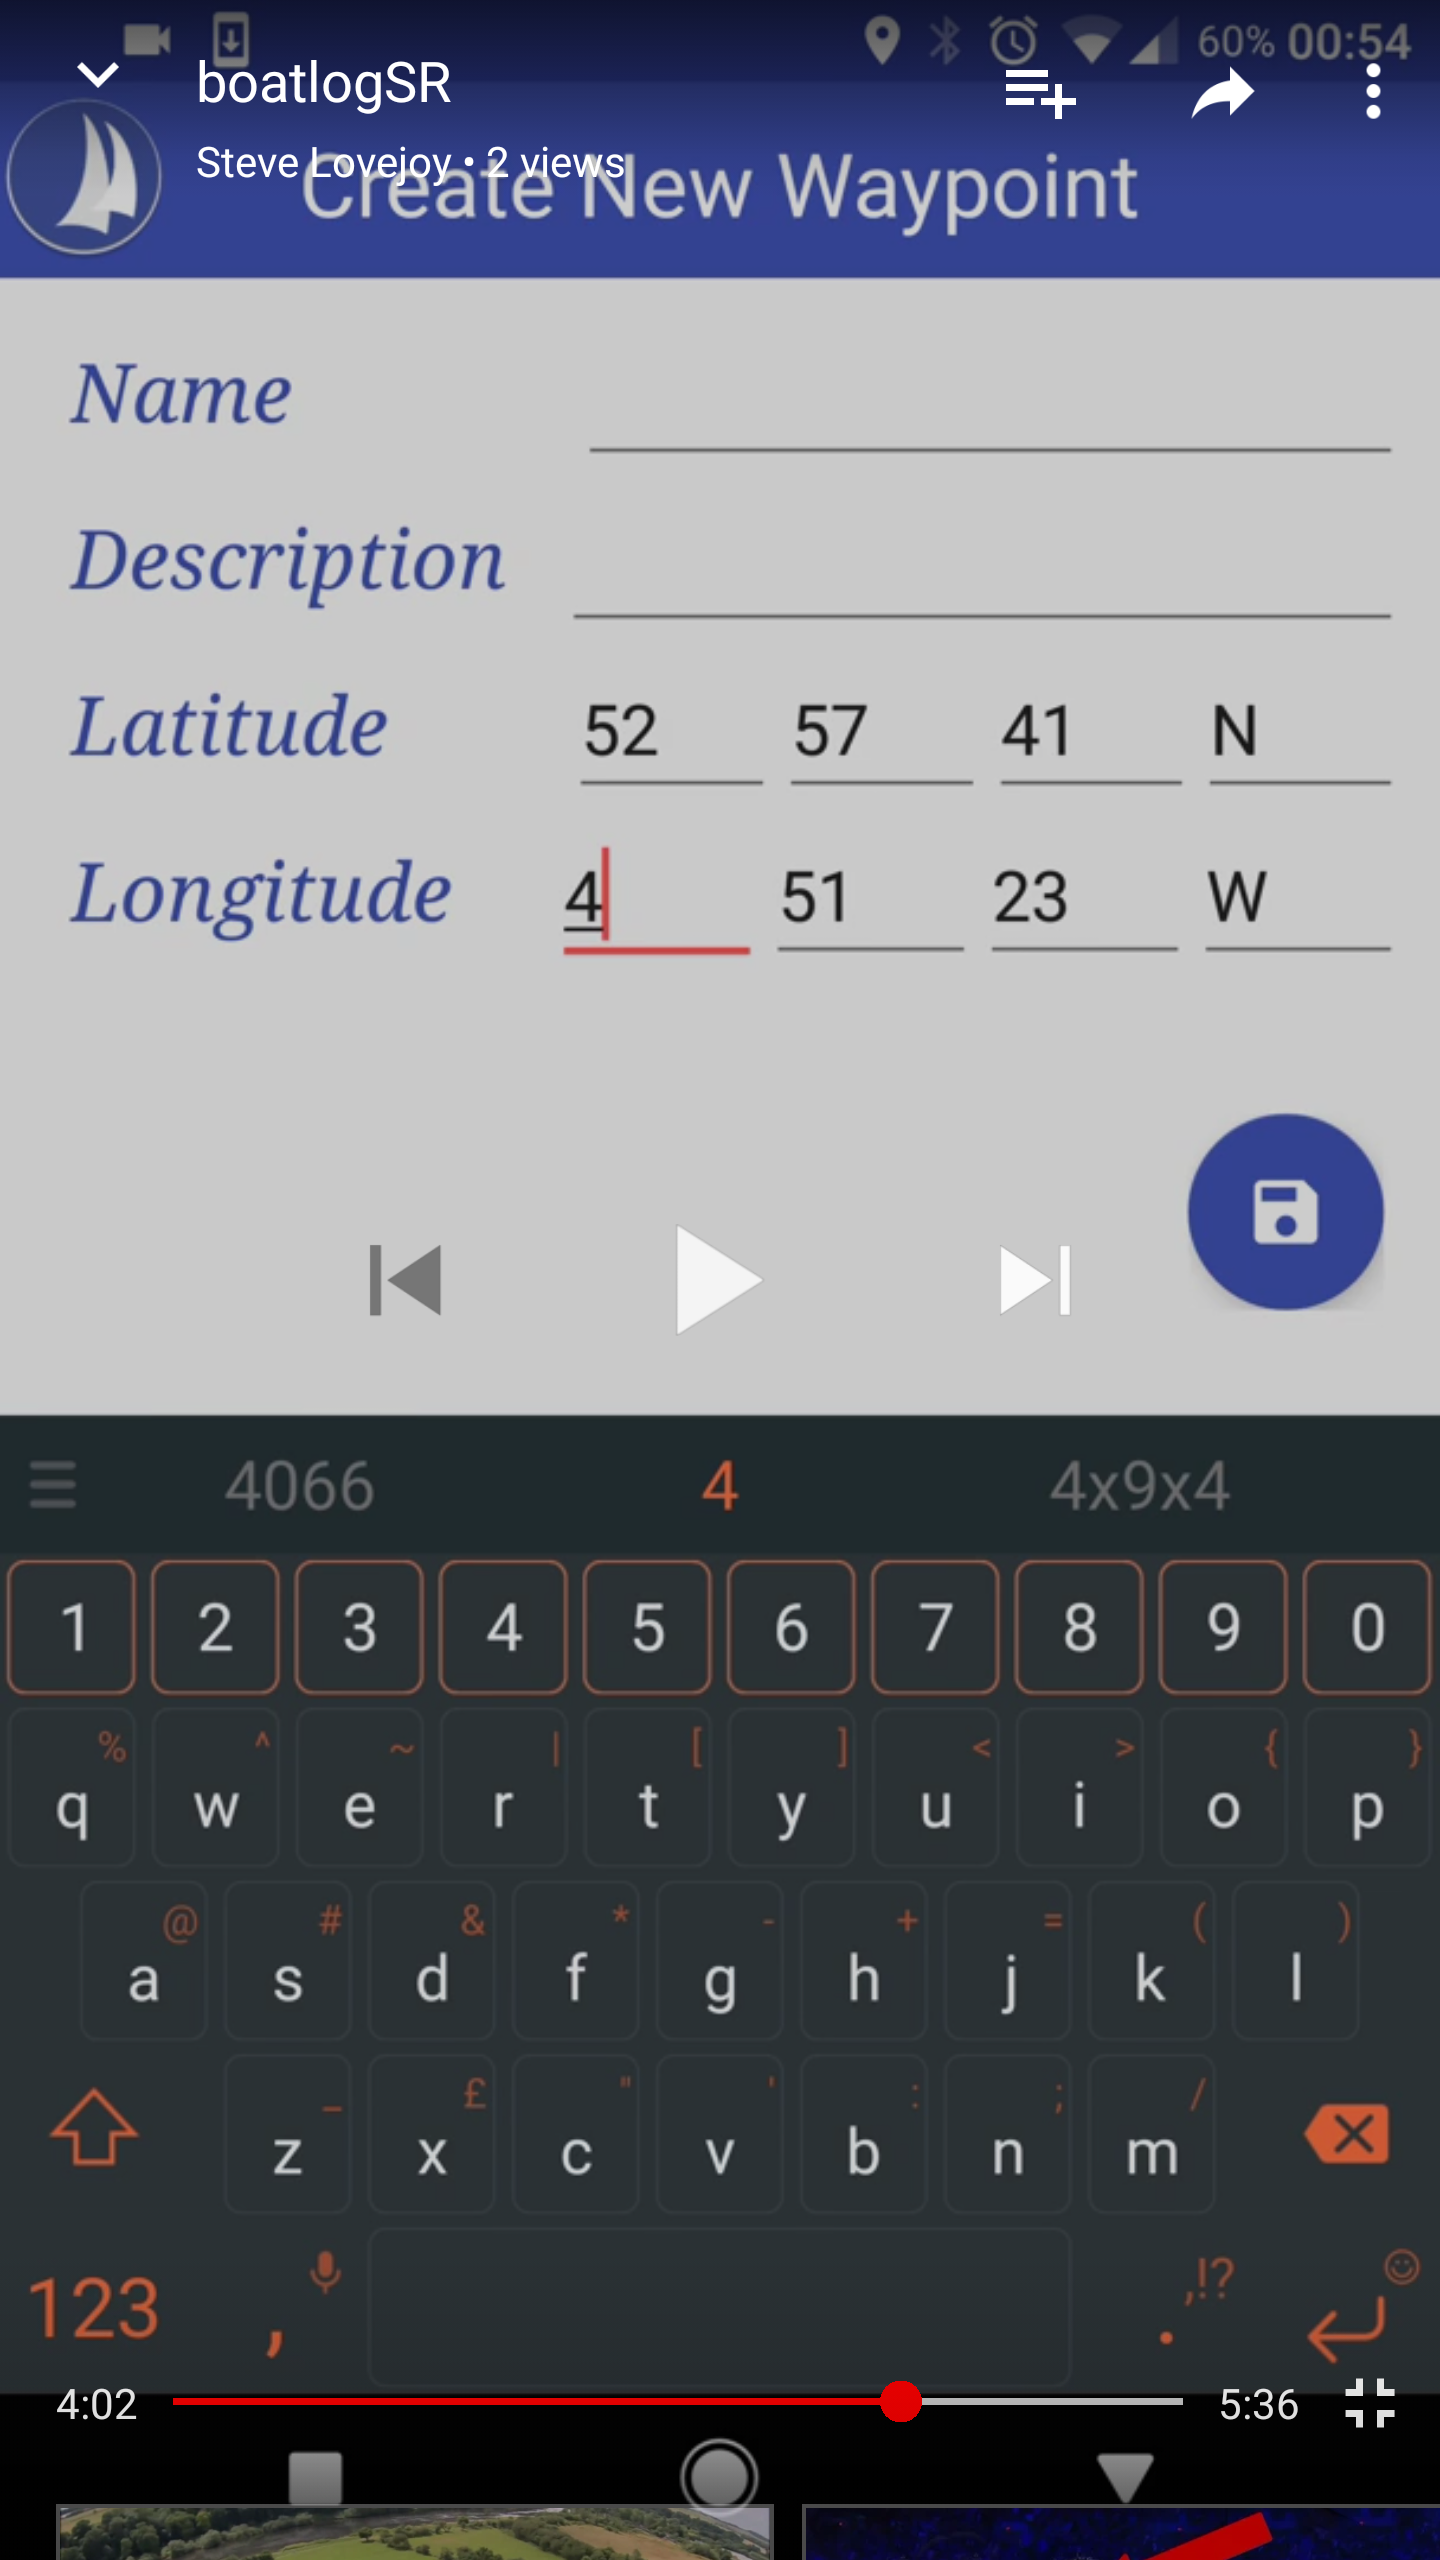 60% 00:54
boatlogSR
Steve Lovejoy • 2 views
Create New Waypoint
Name
Description
Latitude 52 57 41 N
Longitude 4 51 23 W
4066 4 4x9x4
1 2 3 4 5 6 7 8 9 0
% ^ ~ | [ ] < > { }
q w e r t y u i o p
@ # & * - + = ( )
a s d f g h j k l
_ £ " ' : ; /
z x c v b n m
123 , . ,!?
4:02 5:36